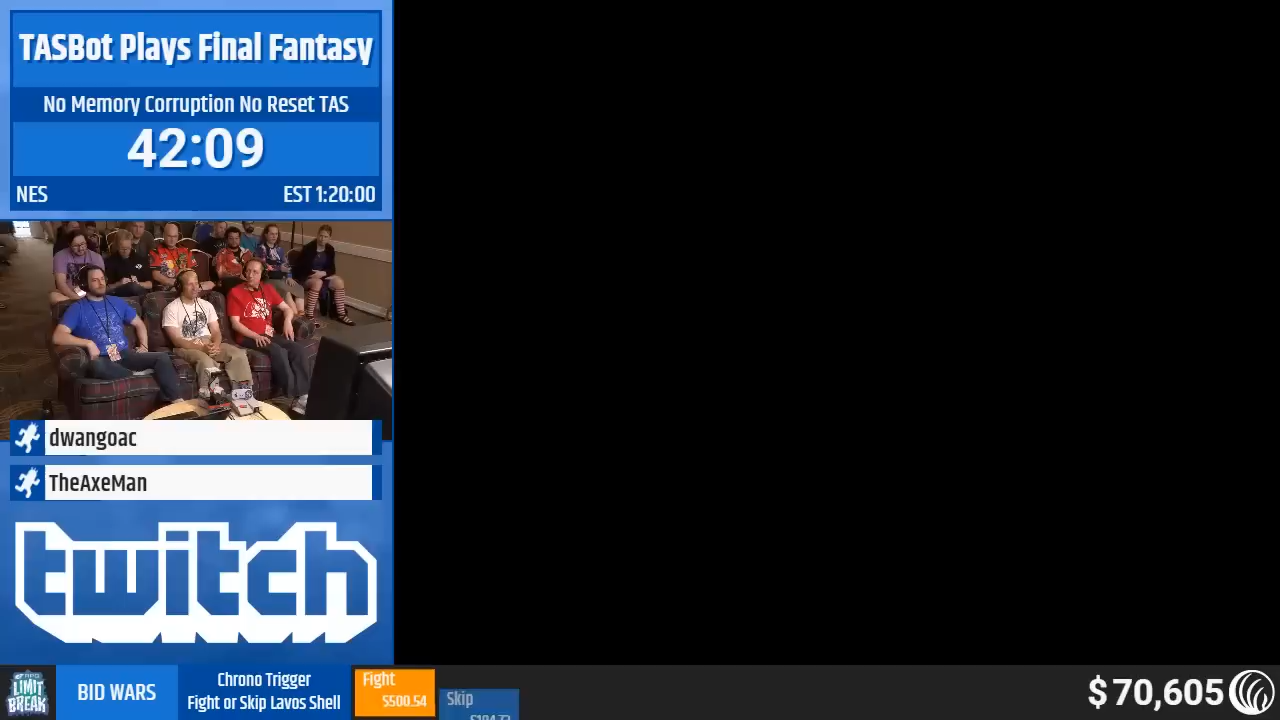 TASBot Plays Final Fantasy
No Memory Corruption No Reset TAS
42:09
NES
EST 1:20:00
dwangoac
TheAxeMan
twitch
RPG
LIMIT
BREAK
BID WARS
Chrono Trigger
Fight or Skip Lavos Shell
Fight
$500.54
Skip
$70,605